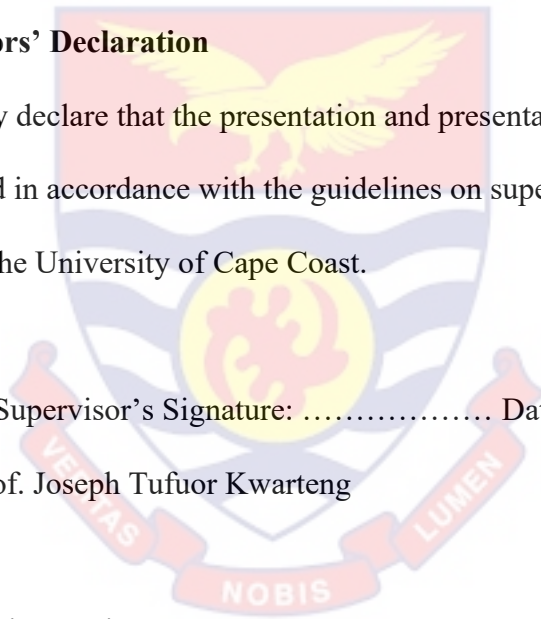 ors’ Declaration
y declare that the presentation and presenta
d in accordance with the guidelines on supe
he University of Cape Coast.
Supervisor’s Signature: ……………… Da
of. Joseph Tufuor Kwarteng
VERITAS
NOBIS
LUMEN